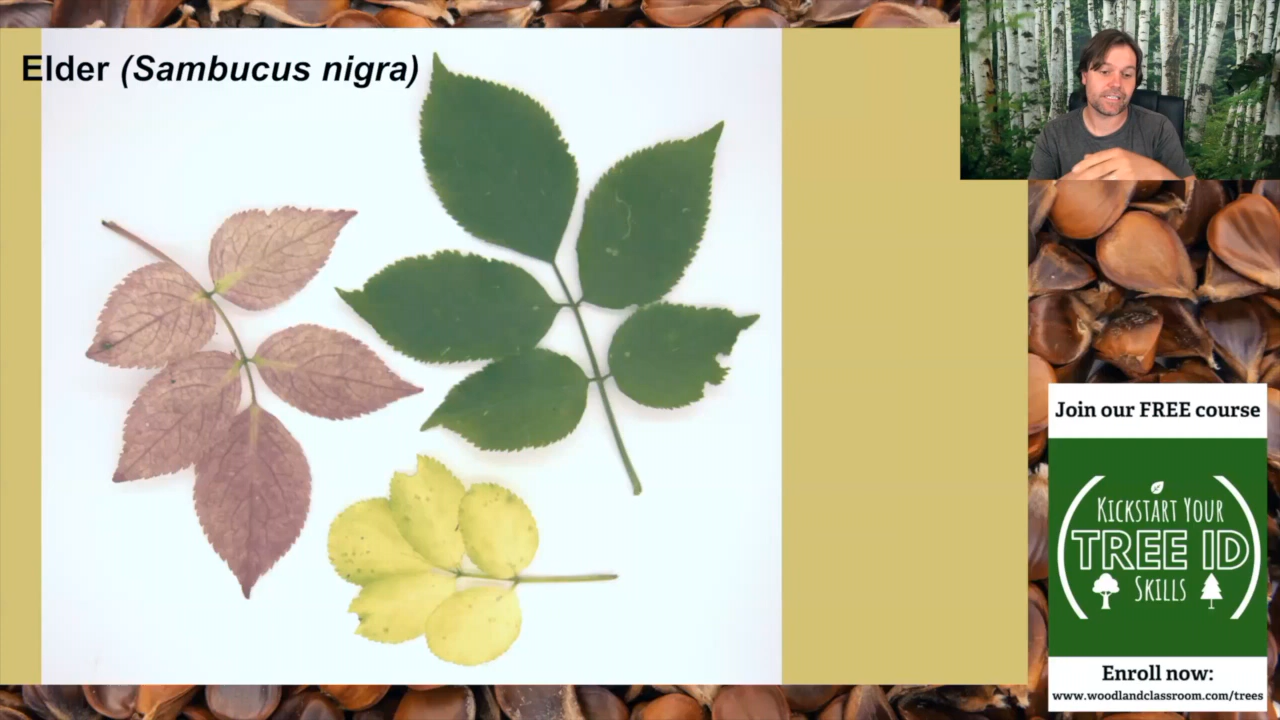 Elder (Sambucus nigra)
Join our FREE course
KICKSTART YOUR
TREE ID
SKILLS
Enroll now:
www.woodlandclassroom.com/trees